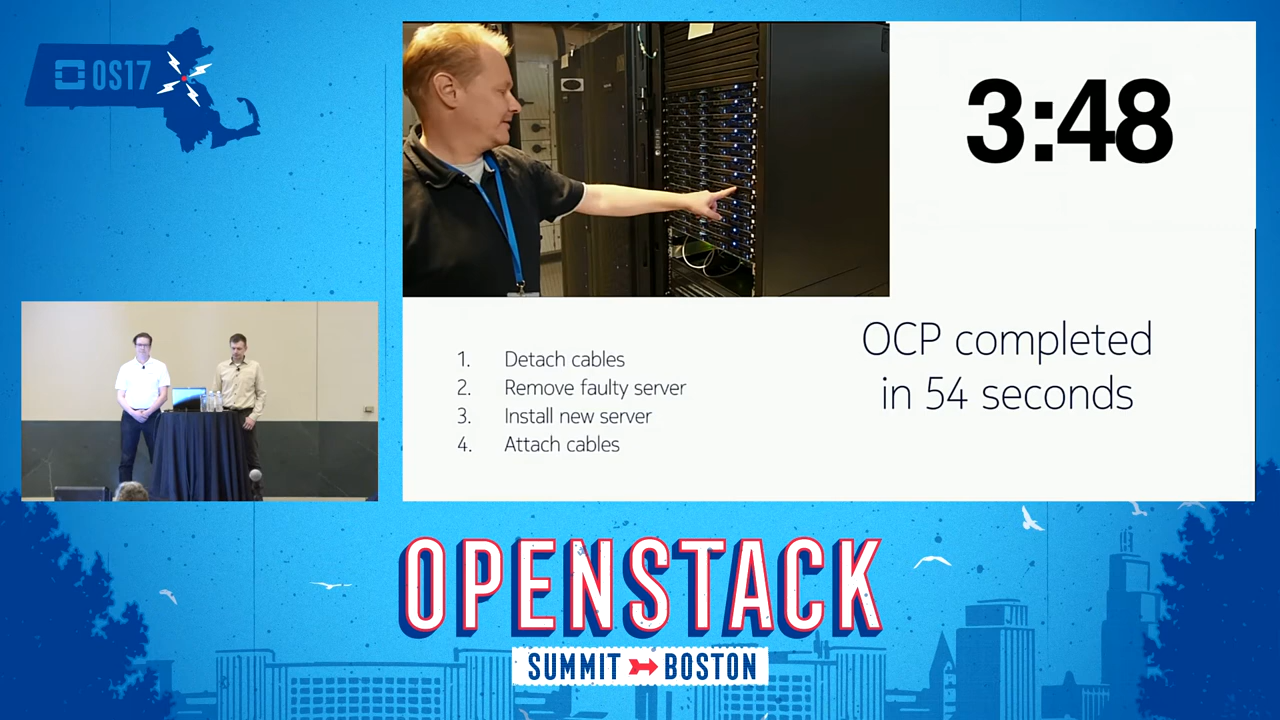 OS17
3:48
OCP completed
in 54 seconds
1. Detach cables
2. Remove faulty server
3. Install new server
4. Attach cables
OPENSTACK
SUMMIT BOSTON